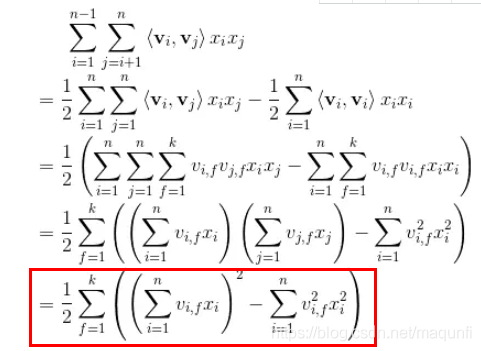 $\sum_{i=1}^{n-1} \sum_{j=i+1}^{n} \langle \mathbf{v}_i, \mathbf{v}_j \rangle x_i x_j$
$= \frac{1}{2} \sum_{i=1}^{n} \sum_{j=1}^{n} \langle \mathbf{v}_i, \mathbf{v}_j \rangle x_i x_j - \frac{1}{2} \sum_{i=1}^{n} \langle \mathbf{v}_i, \mathbf{v}_i \rangle x_i x_i$
$= \frac{1}{2} \left( \sum_{i=1}^{n} \sum_{j=1}^{n} \sum_{f=1}^{k} v_{i,f} v_{j,f} x_i x_j - \sum_{i=1}^{n} \sum_{f=1}^{k} v_{i,f} v_{i,f} x_i x_i \right)$
$= \frac{1}{2} \sum_{f=1}^{k} \left( \left( \sum_{i=1}^{n} v_{i,f} x_i \right) \left( \sum_{j=1}^{n} v_{j,f} x_j \right) - \sum_{i=1}^{n} v_{i,f}^2 x_i^2 \right)$
$= \frac{1}{2} \sum_{f=1}^{k} \left( \left( \sum_{i=1}^{n} v_{i,f} x_i \right)^2 - \sum_{i=1}^{n} v_{i,f}^2 x_i^2 \right)$
https://blog.csdn.net/maqunfi